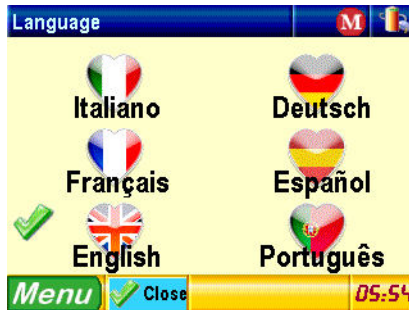 Language M
Italiano Deutsch
Français Español
English Português
Menu Close 05:54